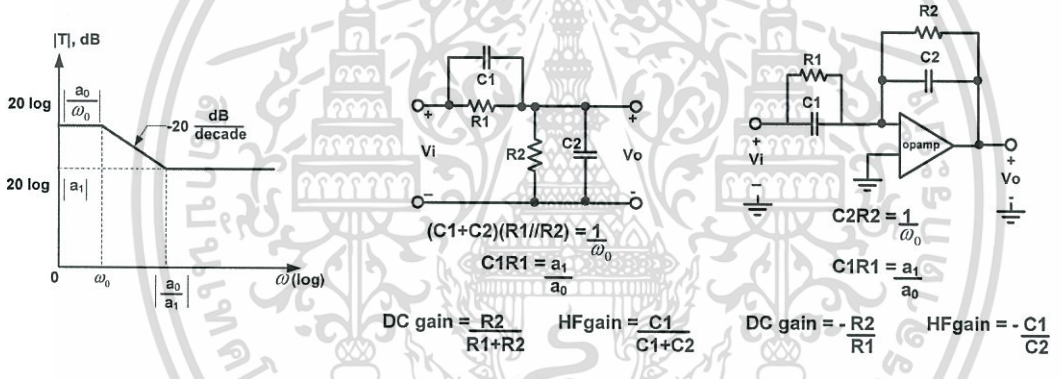 |T|, dB
20 log |a₀/ω₀|
-20 dB/decade
20 log |a₁|
0
ω₀
|a₀/a₁|
ω(log)
C1
R1
+
Vi
−
R2
C2
+
Vo
-
(C1+C2)(R1//R2) = 1/ω₀
C1R1 = a₁/a₀
DC gain = R2/R1+R2
HFgain = C1/C1+C2
R2
C2
R1
C1
opamp
+
Vi
−
+
Vo
-
C2R2 = 1/ω₀
C1R1 = a₁/a₀
DC gain = - R2/R1
HFgain = - C1/C2